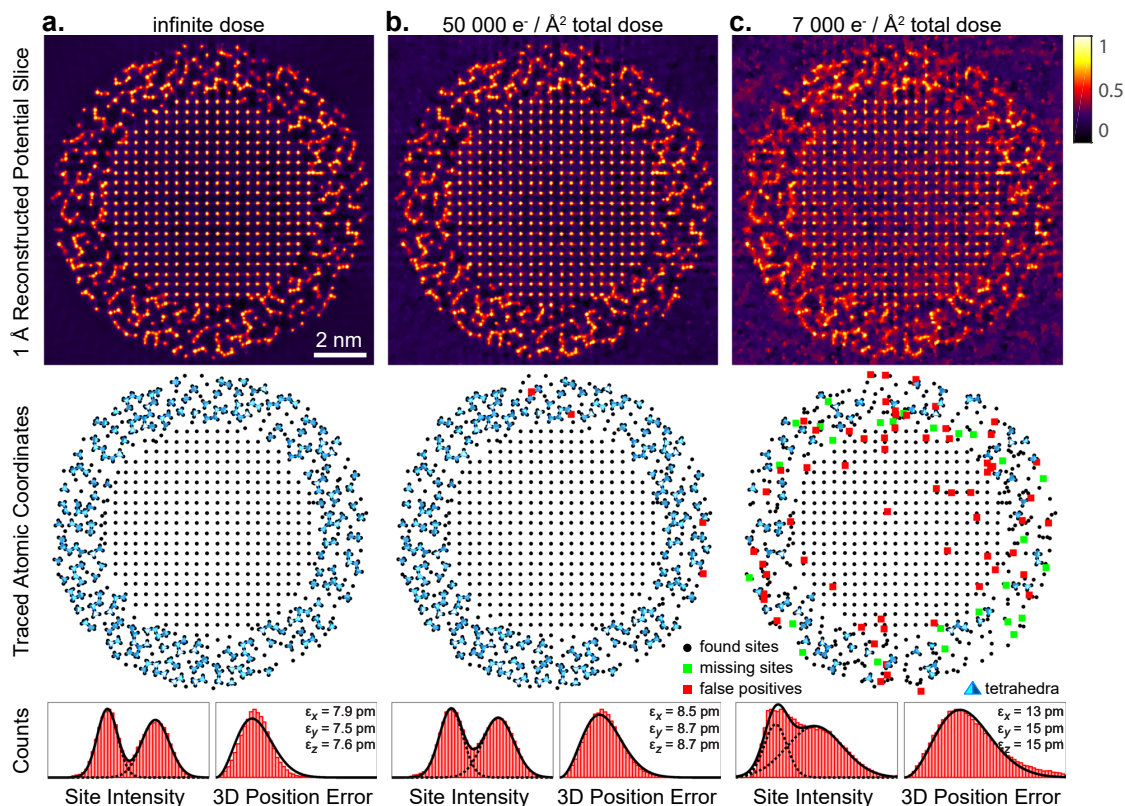 a. infinite dose
b. 50 000 e⁻ / Å² total dose
c. 7 000 e⁻ / Å² total dose
1 Å Reconstructed Potential Slice
2 nm
1
0.5
0
Traced Atomic Coordinates
found sites
missing sites
false positives
tetrahedra
Counts
εx = 7.9 pm
εy = 7.5 pm
εz = 7.6 pm
εx = 8.5 pm
εy = 8.7 pm
εz = 8.7 pm
εx = 13 pm
εy = 15 pm
εz = 15 pm
Site Intensity 3D Position Error
Site Intensity 3D Position Error
Site Intensity 3D Position Error